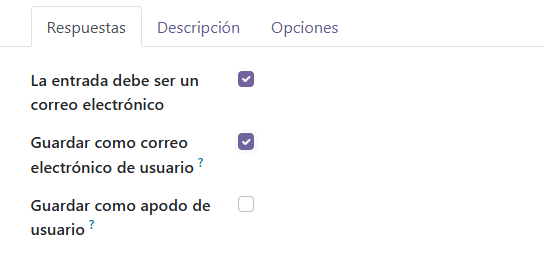 Respuestas Descripción Opciones
La entrada debe ser un
correo electrónico
Guardar como correo
electrónico de usuario ?
Guardar como apodo de
usuario ?